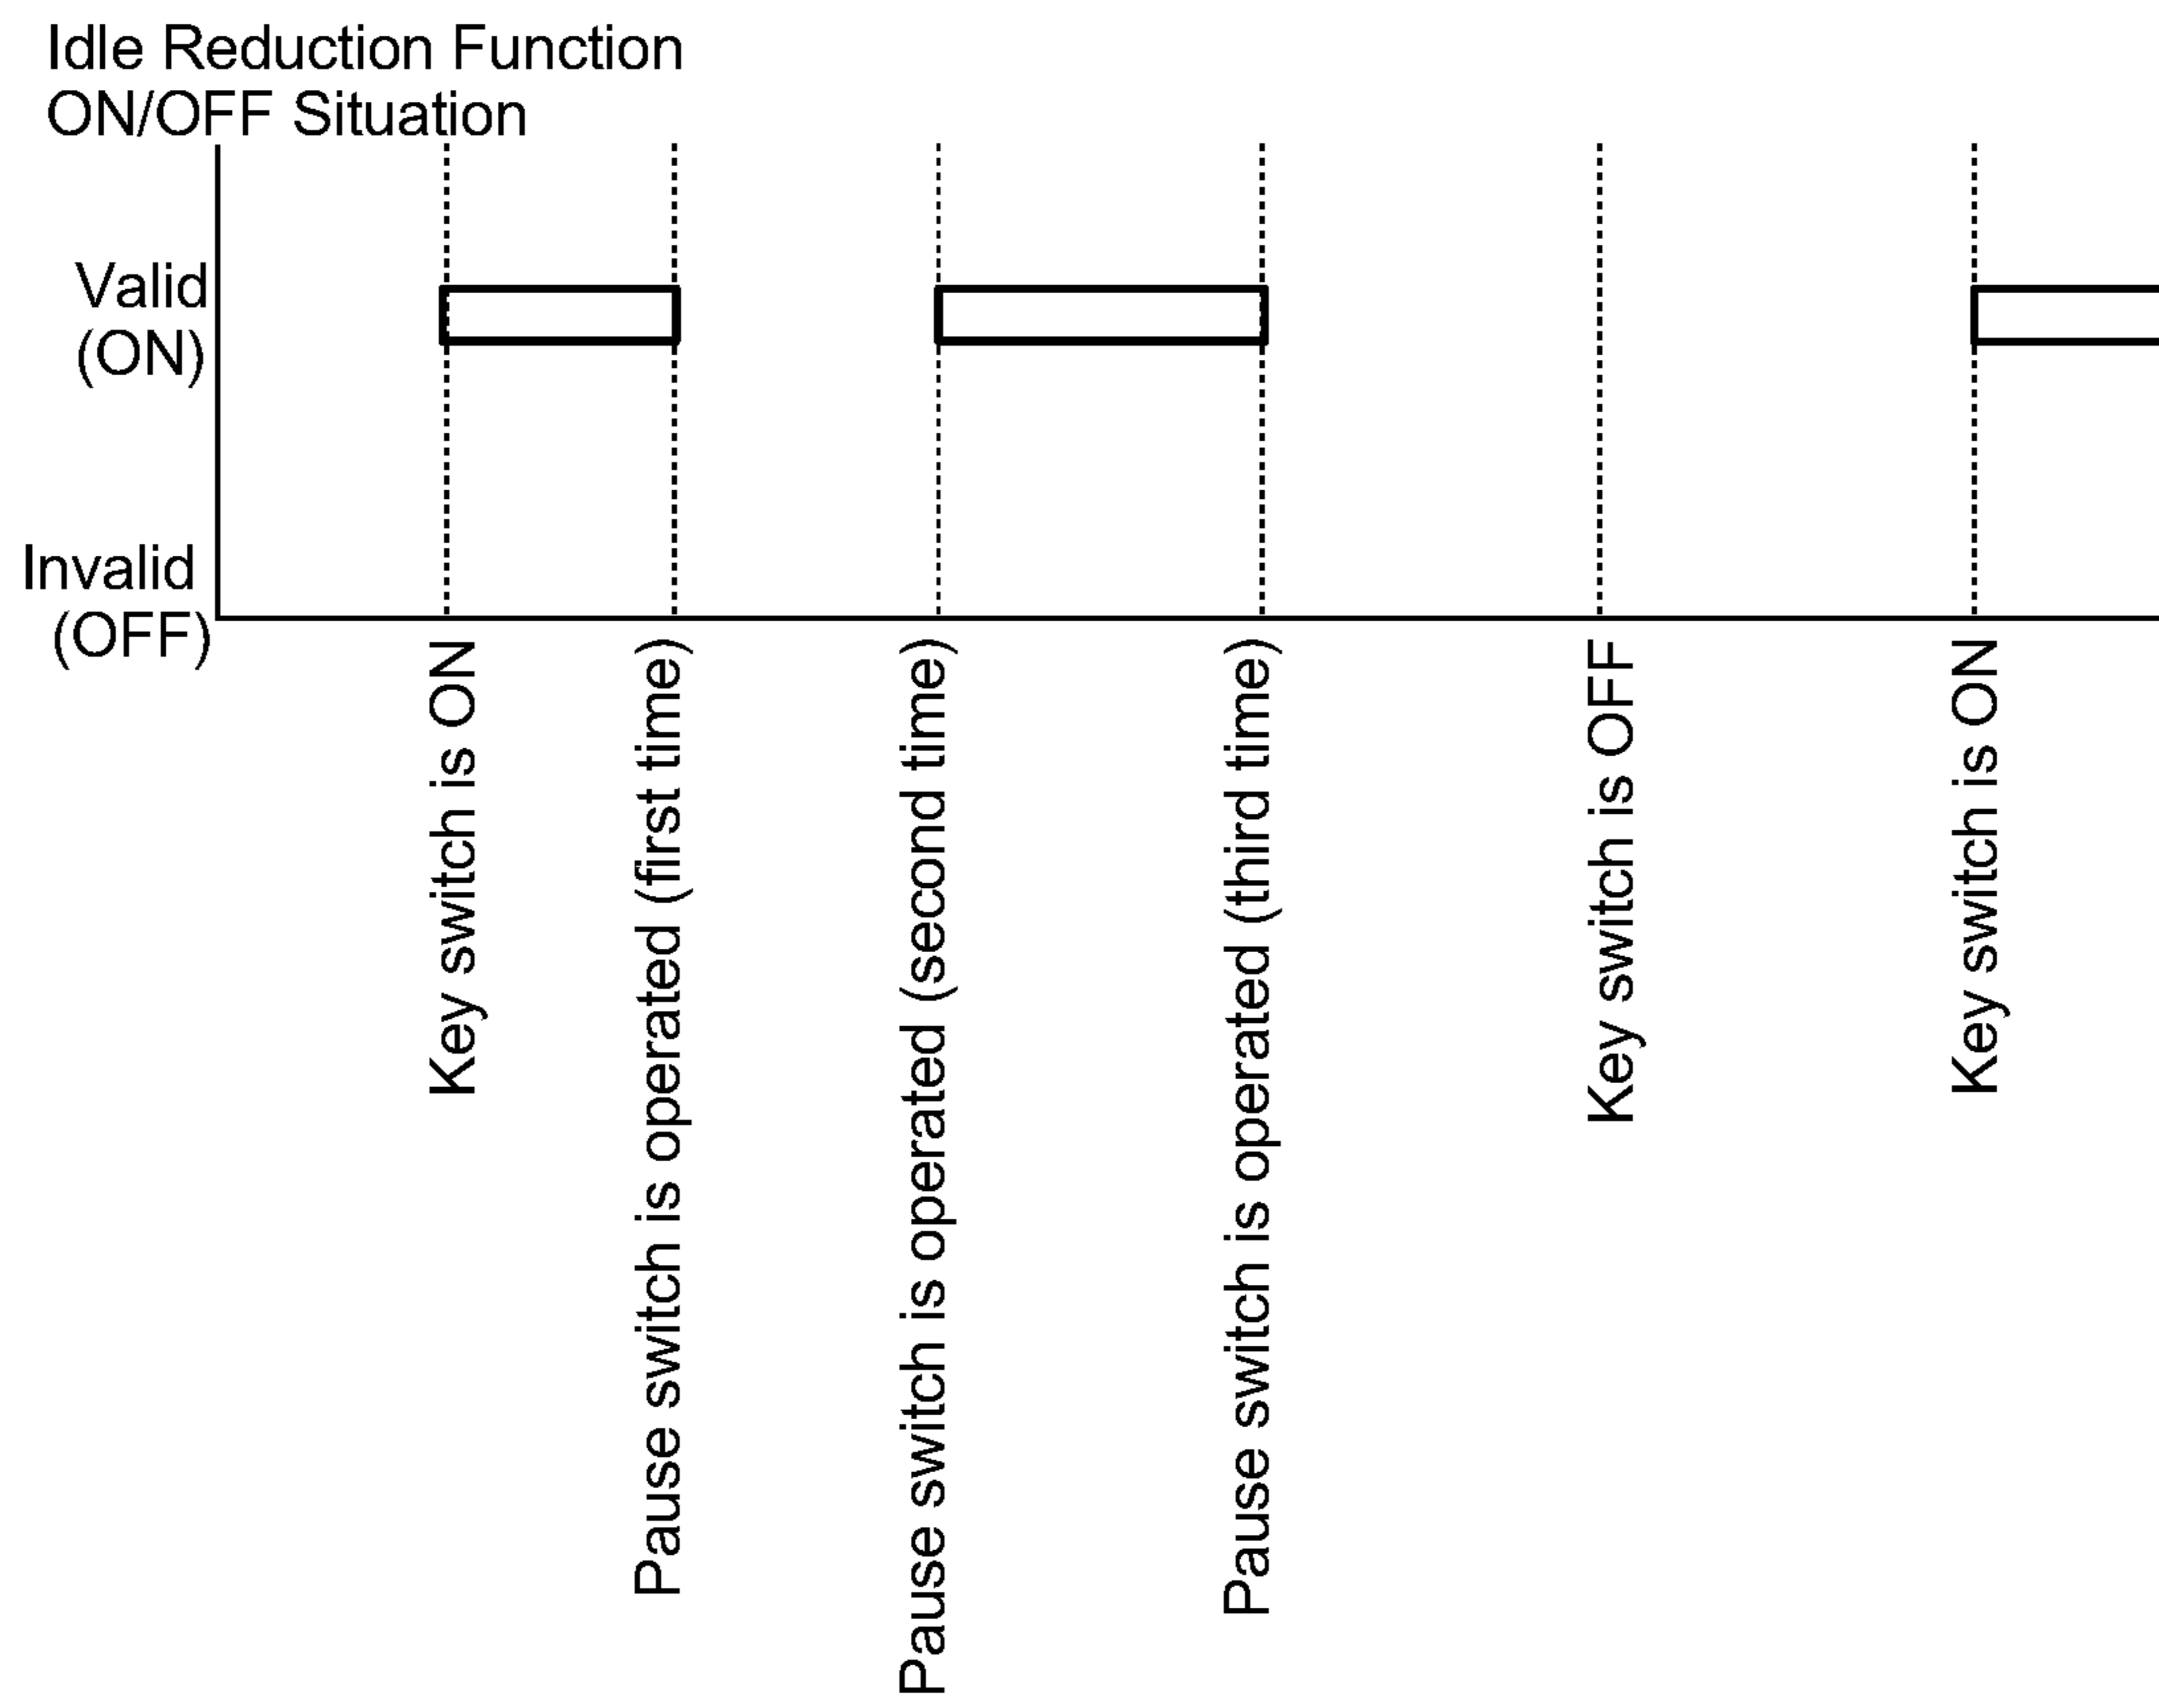 Idle Reduction Function
ON/OFF Situation
Valid
(ON)
Invalid
(OFF)
Key switch is ON
Pause switch is operated (first time)
Pause switch is operated (second time)
Pause switch is operated (third time)
Key switch is OFF
Key switch is ON